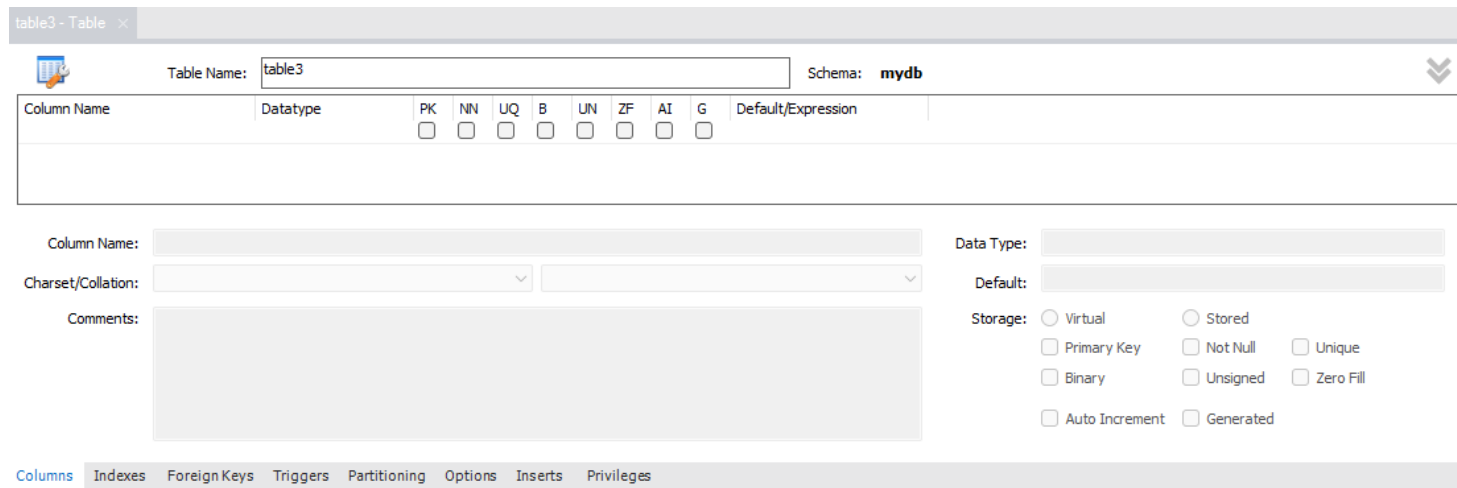 table3 - Table ×
Table Name: table3 Schema: mydb
Column Name Datatype PK NN UQ B UN ZF AI G Default/Expression
Column Name: Data Type:
Charset/Collation: Default:
Comments: Storage: Virtual Stored
Primary Key Not Null Unique
Binary Unsigned Zero Fill
Auto Increment Generated
Columns Indexes Foreign Keys Triggers Partitioning Options Inserts Privileges